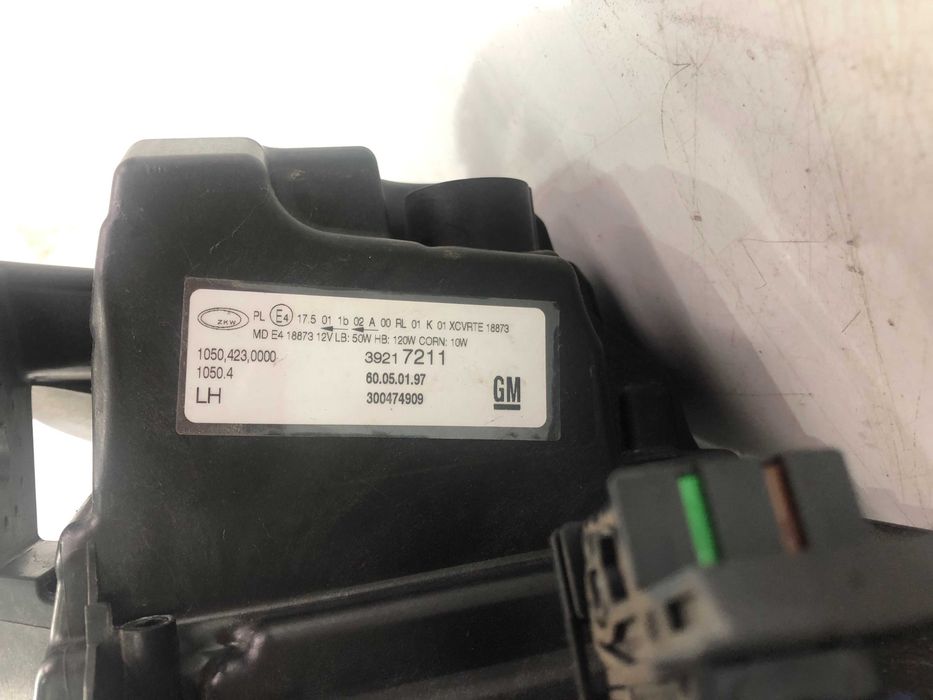 ZKW PL E4 17.5 01 1b 02 A 00 RL 01 K 01 XCVRTE 18873
MD E4 18873 12V LB: 50W HB: 120W CORN: 10W
1050,423,0000 39217211
1050.4 60.05.01.97
LH 300474909 GM